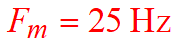 Fₘ = 25 Hz